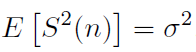 E [S²(n)] = σ²